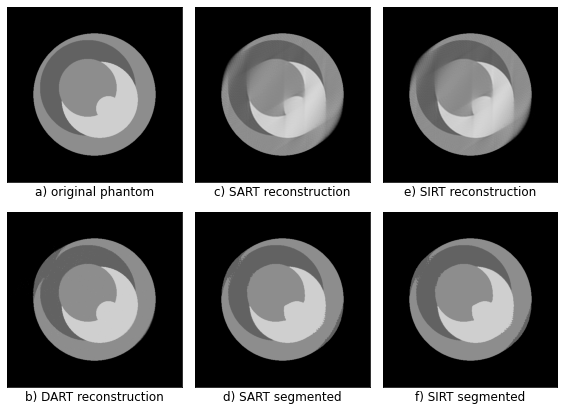 a) original phantom
c) SART reconstruction
e) SIRT reconstruction
b) DART reconstruction
d) SART segmented
f) SIRT segmented